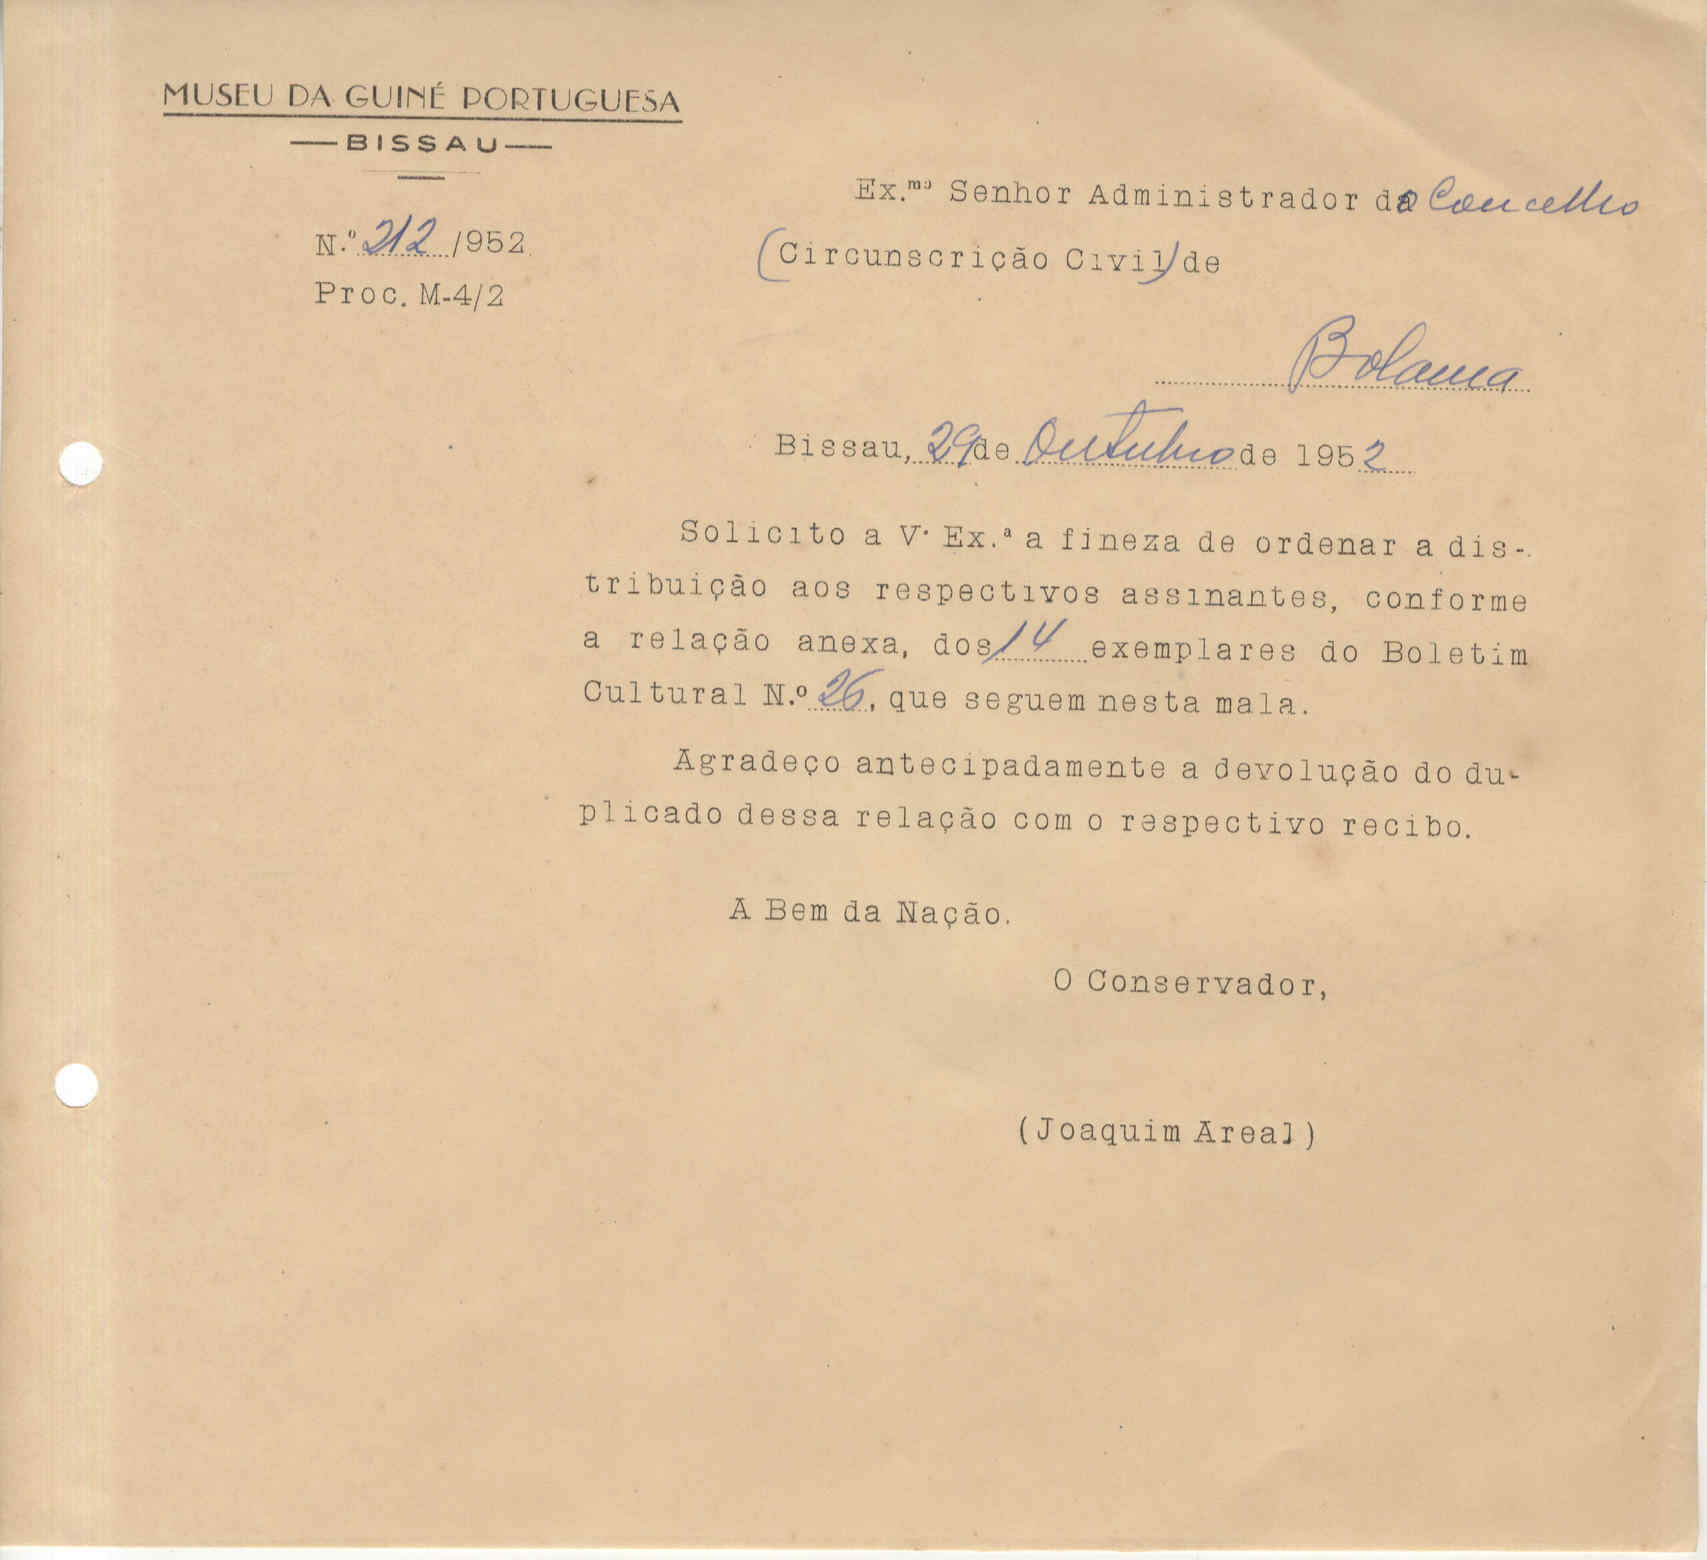 MUSEU DA GUINÉ PORTUGUESA
BISSAU
N.º 212 /952
Proc. M-4/2
Ex.mo Senhor Administrador do Concelho
(Circunscrição Civil) de
Bolama
Bissau, 29 de Outubro de 1952
Solicito a V. Ex.ª a fineza de ordenar a dis-
tribuição aos respectivos assinantes, conforme
a relação anexa, dos 14 exemplares do Boletim
Cultural N.º 26, que seguem nesta mala.
Agradeço antecipadamente a devolução do du-
plicado dessa relação com o respectivo recibo.
A Bem da Nação.
O Conservador,
(Joaquim Areal)